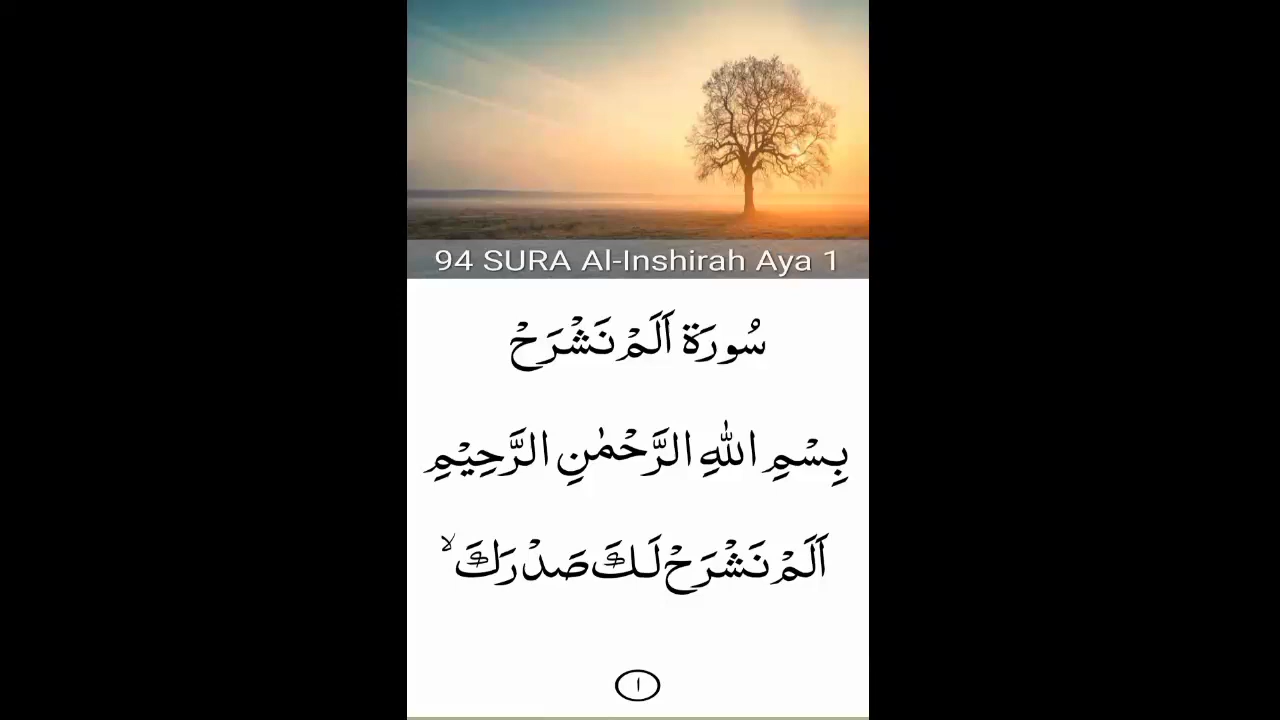 94 SURA Al-Inshirah Aya 1
سُورَة اَلَمْ نَشْرَحْ
بِسْمِ اللّٰهِ الرَّحْمٰنِ الرَّحِيْمِ
اَلَمْ نَشْرَحْ لَكَ صَدْرَكَ ۙ
١